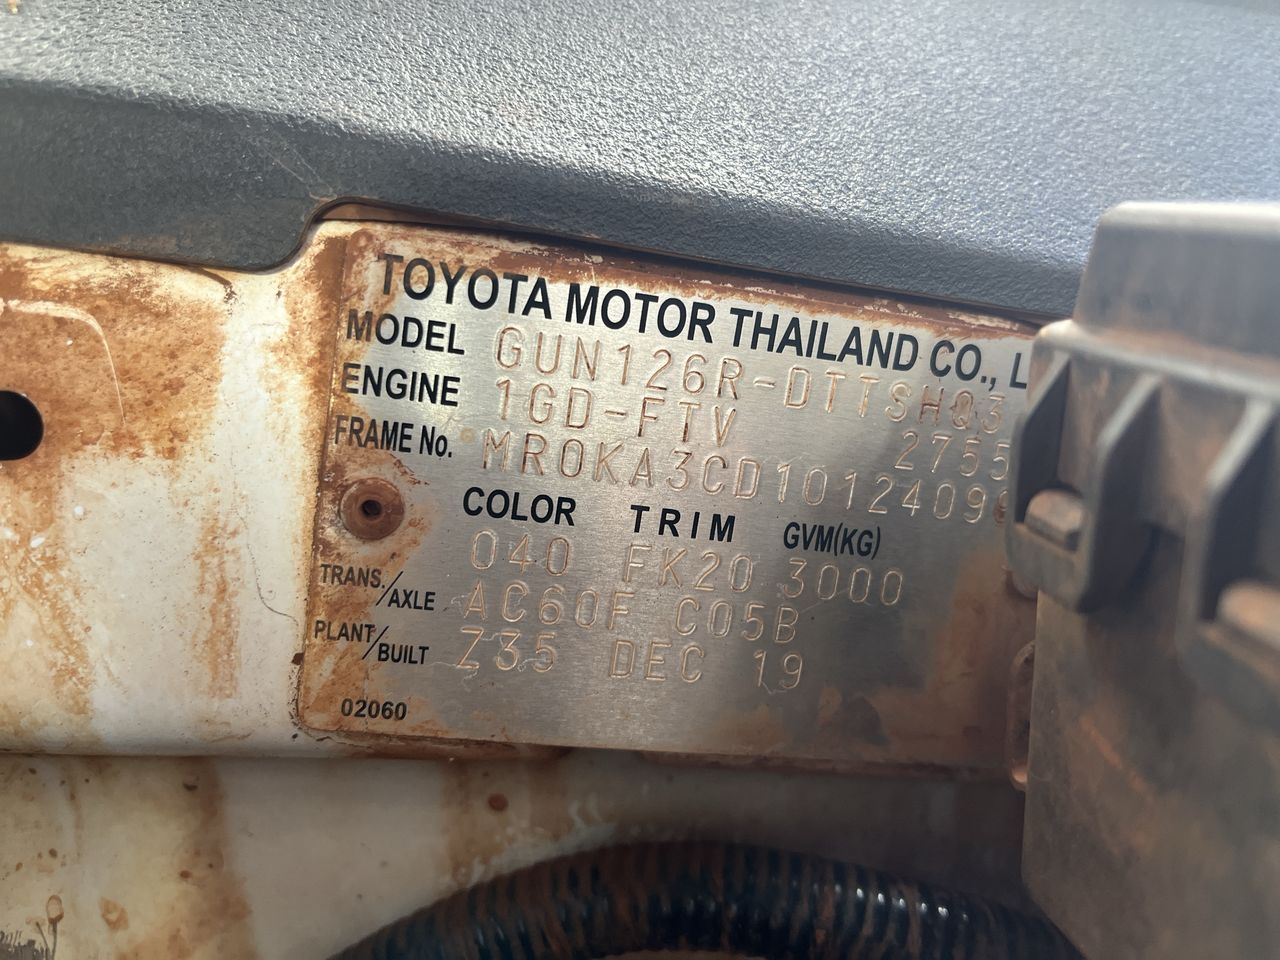 TOYOTA MOTOR THAILAND CO., L
MODEL GUN126R-DTTSHQ3
ENGINE 1GD-FTV 2755
FRAME No. MR0KA3CD1012409
COLOR TRIM GVM(KG)
040 FK20 3000
TRANS./AXLE AC60F C05B
PLANT/BUILT Z35 DEC 19
02060